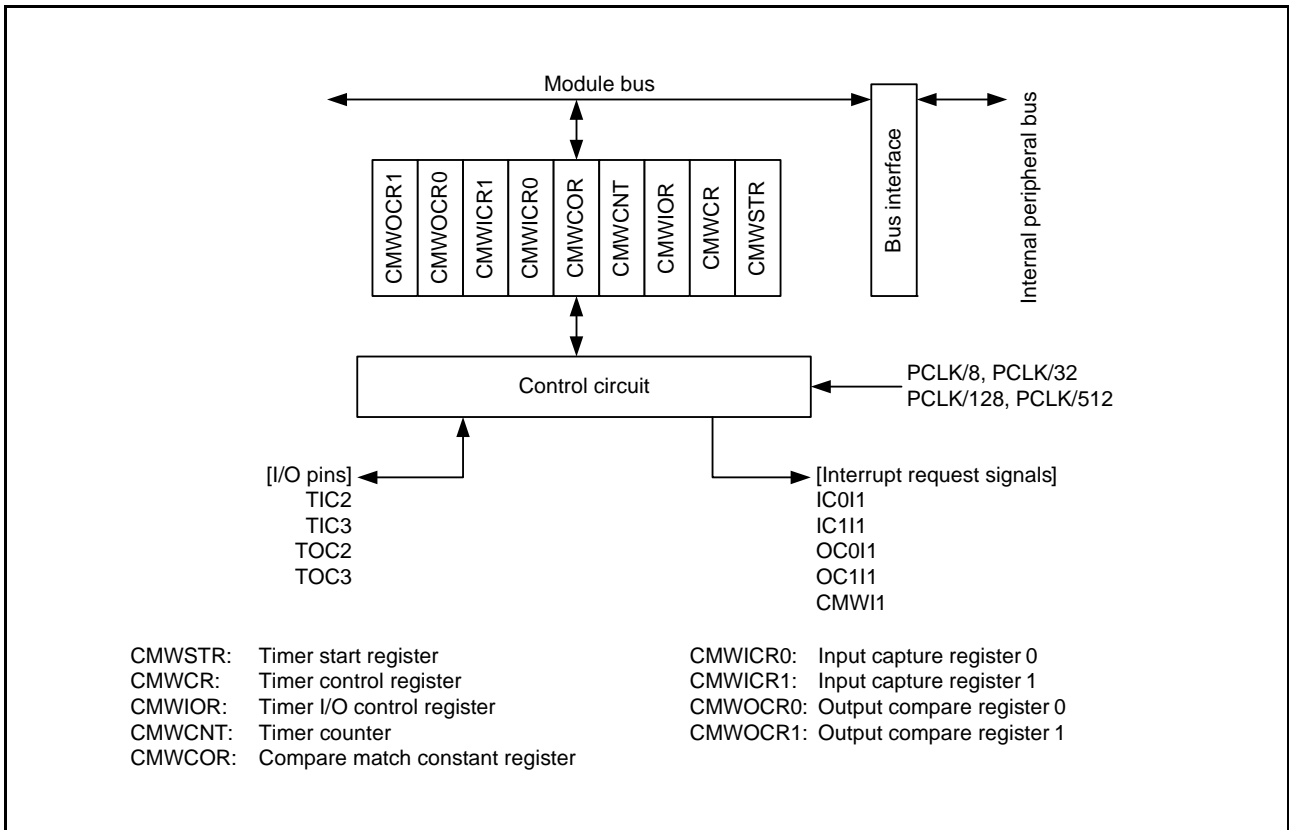 Module bus
Bus interface
Internal peripheral bus
CMWOCR1
CMWOCR0
CMWICR1
CMWICR0
CMWCOR
CMWCNT
CMWIOR
CMWCR
CMWSTR
Control circuit
PCLK/8, PCLK/32
PCLK/128, PCLK/512
[I/O pins]
TIC2
TIC3
TOC2
TOC3
[Interrupt request signals]
IC0I1
IC1I1
OC0I1
OC1I1
CMWI1
CMWSTR: Timer start register
CMWCR: Timer control register
CMWIOR: Timer I/O control register
CMWCNT: Timer counter
CMWCOR: Compare match constant register
CMWICR0: Input capture register 0
CMWICR1: Input capture register 1
CMWOCR0: Output compare register 0
CMWOCR1: Output compare register 1